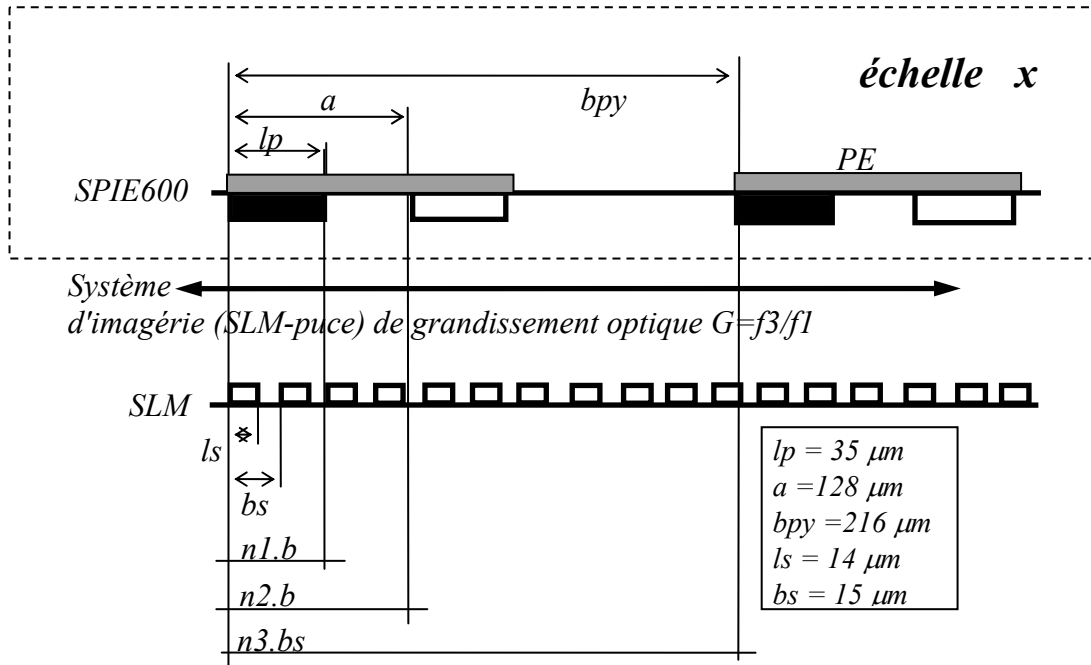 échelle x
bpy
a
lp
PE
SPIE600
Système
d'imagérie (SLM-puce) de grandissement optique G=f3/f1
SLM
ls
bs
n1.b
n2.b
n3.bs
lp = 35 μm
a =128 μm
bpy =216 μm
ls = 14 μm
bs = 15 μm